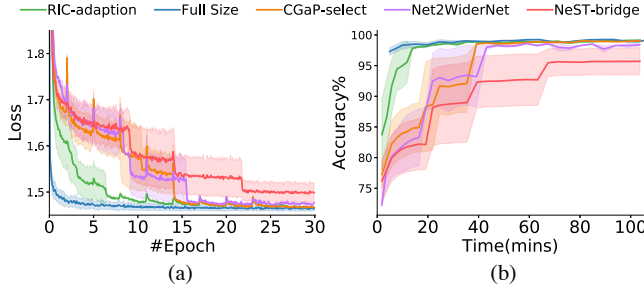 RIC-adaption Full Size CGaP-select Net2WiderNet NeST-bridge
1.8
1.7
1.6
1.5
Loss
0 5 10 15 20 25 30
#Epoch
(a)
100
95
90
85
80
75
Accuracy%
0 20 40 60 80 100
Time(mins)
(b)